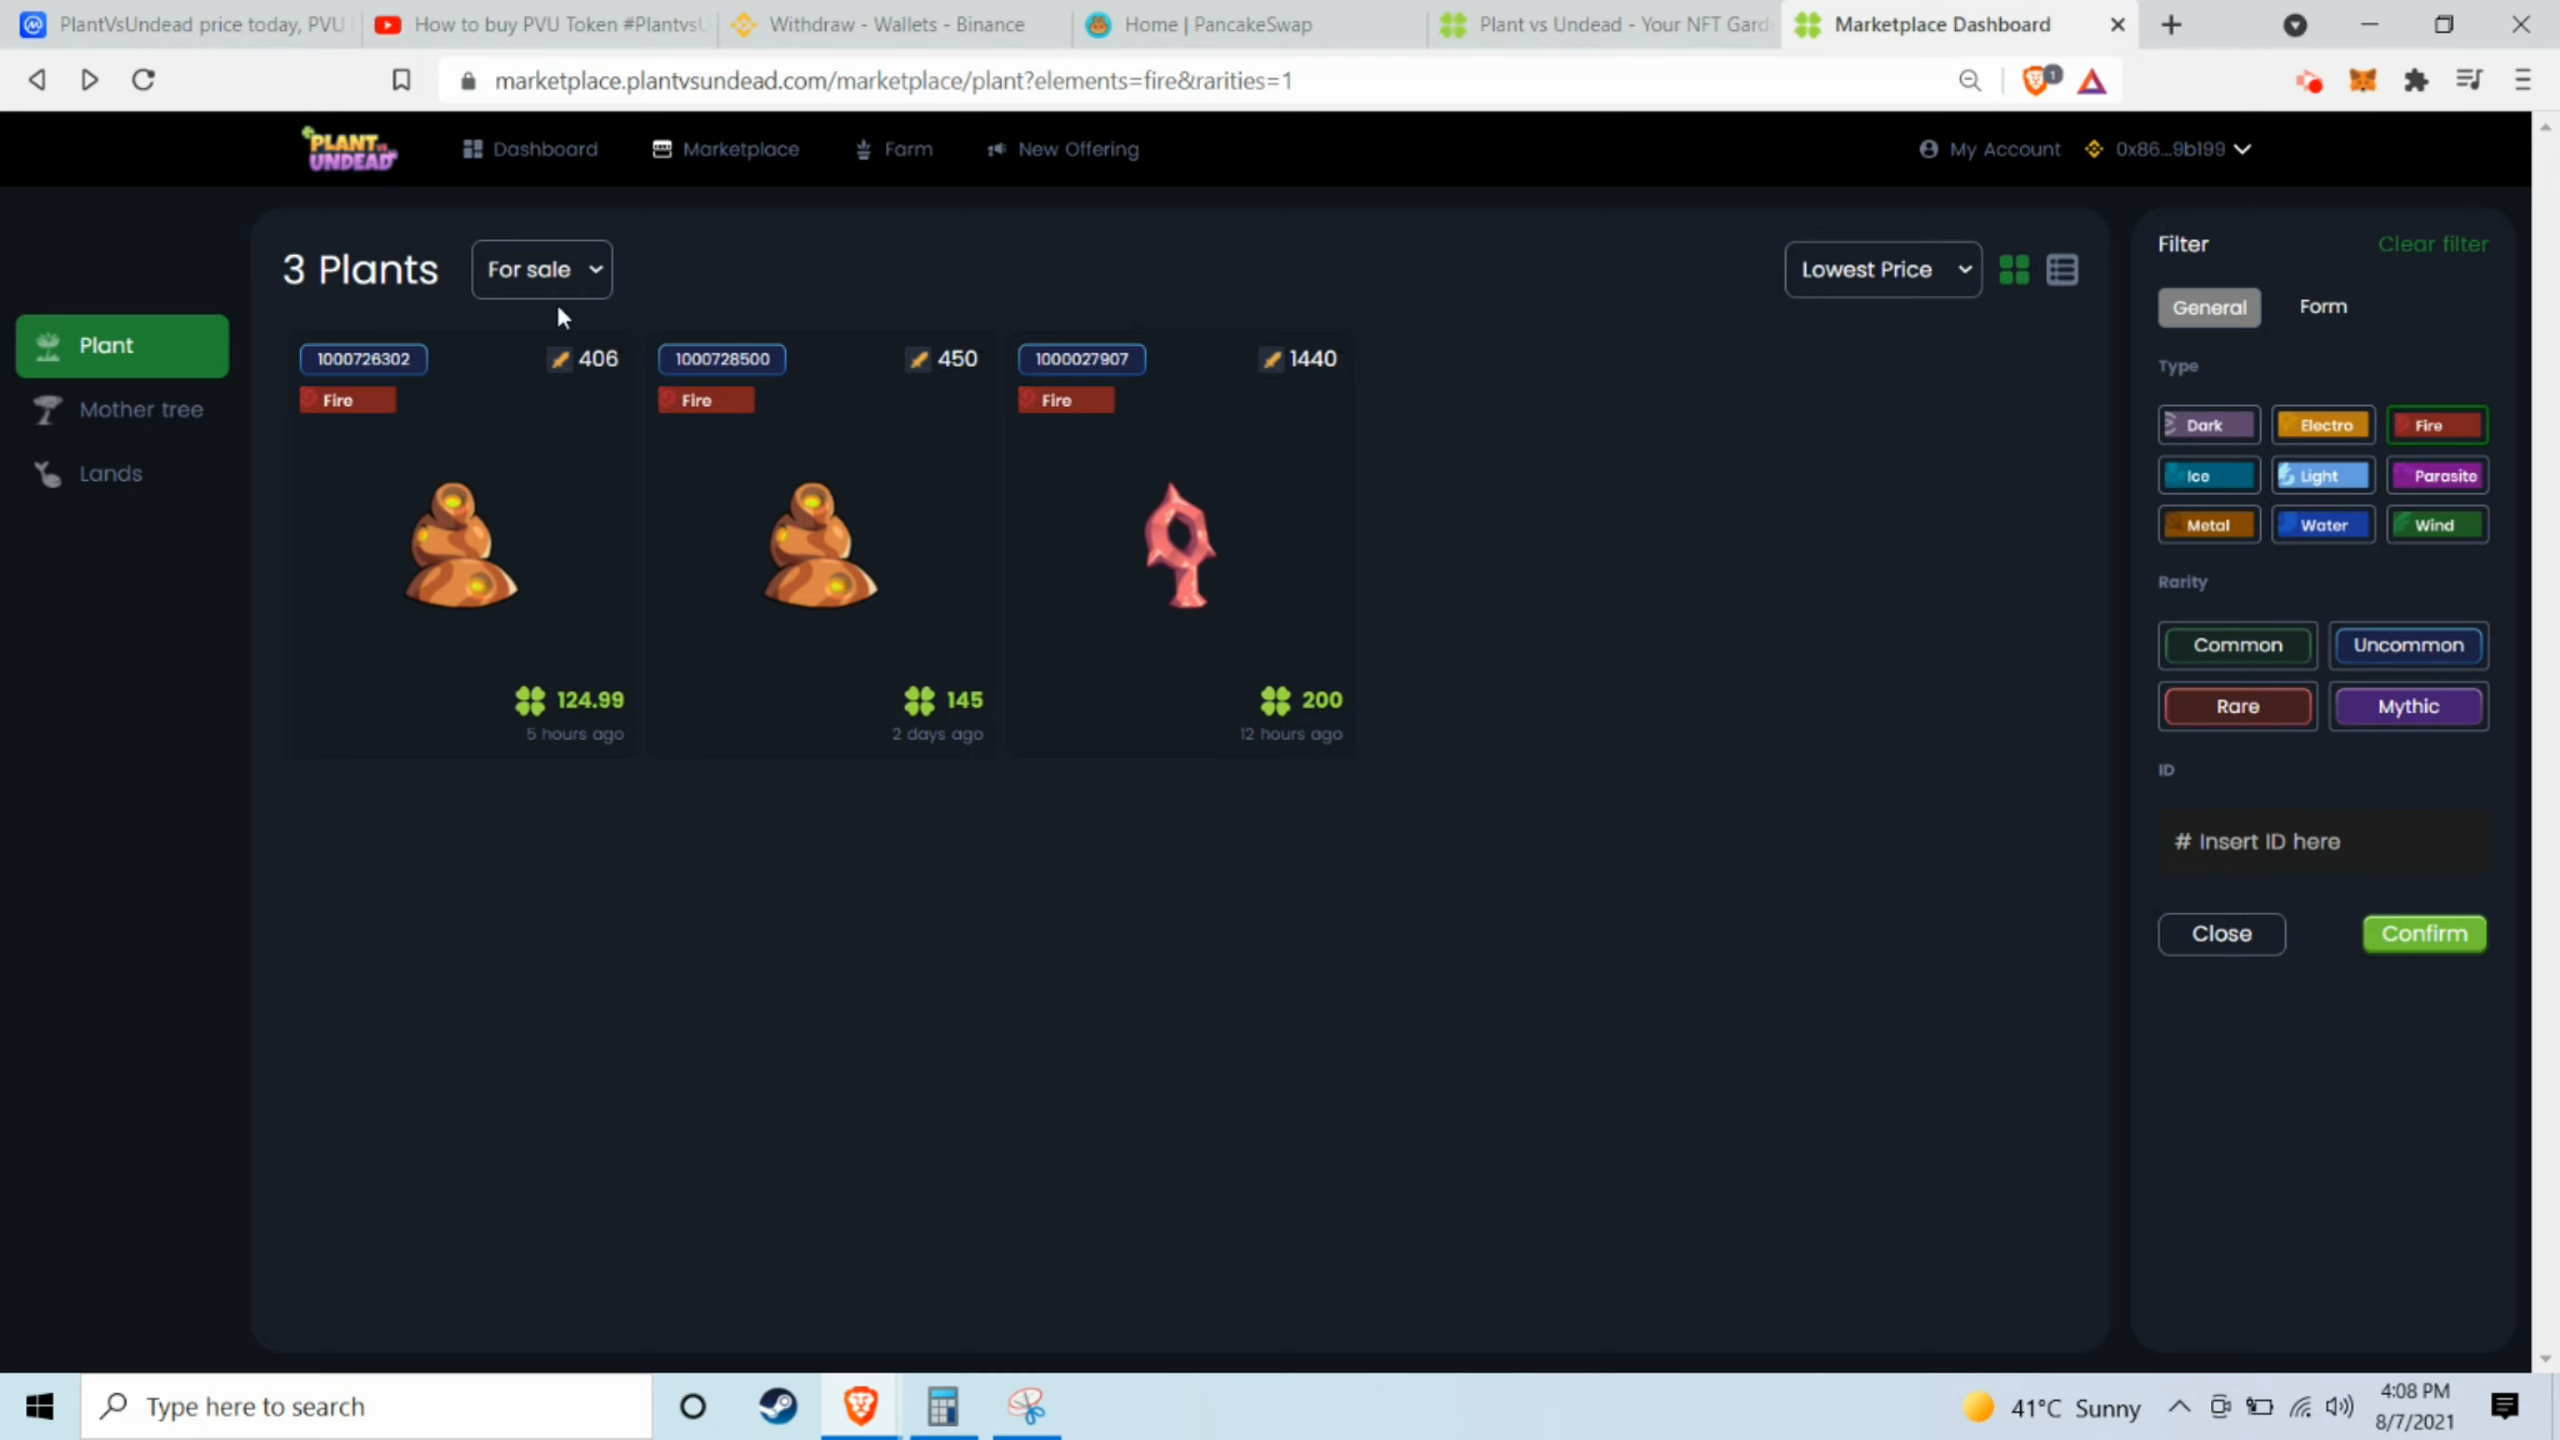 PlantVsUndead price today, PVU
How to buy PVU Token #PlantvsU
Withdraw - Wallets - Binance
Home | PancakeSwap
Plant vs Undead - Your NFT Gard
Marketplace Dashboard
marketplace.plantvsundead.com/marketplace/plant?elements=fire&rarities=1
1
PLANT VS UNDEAD
Dashboard
Marketplace
Farm
New Offering
My Account
0x86...9b199
3 Plants
For sale
Lowest Price
Filter
Clear filter
General
Form
Plant
Mother tree
Lands
1000726302
406
Fire
124.99
5 hours ago
1000728500
450
Fire
145
2 days ago
1000027907
1440
Fire
200
12 hours ago
Type
Dark
Electro
Fire
Ice
Light
Parasite
Metal
Water
Wind
Rarity
Common
Uncommon
Rare
Mythic
ID
# Insert ID here
Close
Confirm
Type here to search
41°C Sunny
4:08 PM
8/7/2021